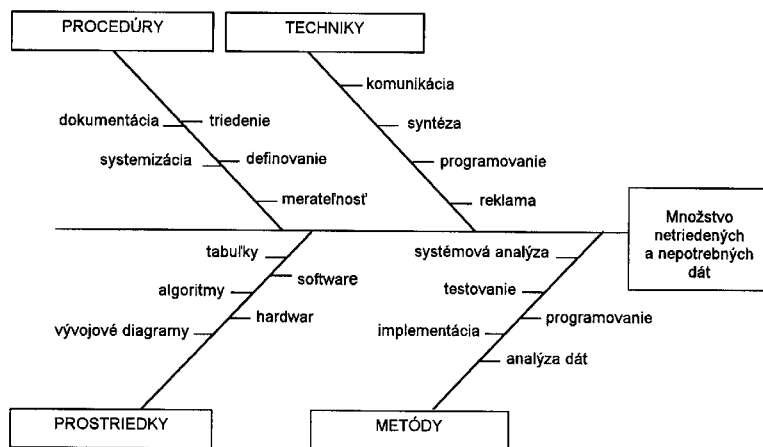 PROCEDÚRY
TECHNIKY
komunikácia
dokumentácia
triedenie
syntéza
systemizácia
definovanie
programovanie
merateľnosť
reklama
Množstvo
netriedených
a nepotrebných
dát
tabuľky
systémová analýza
software
algoritmy
testovanie
hardwar
programovanie
vývojové diagramy
implementácia
analýza dát
PROSTRIEDKY
METÓDY